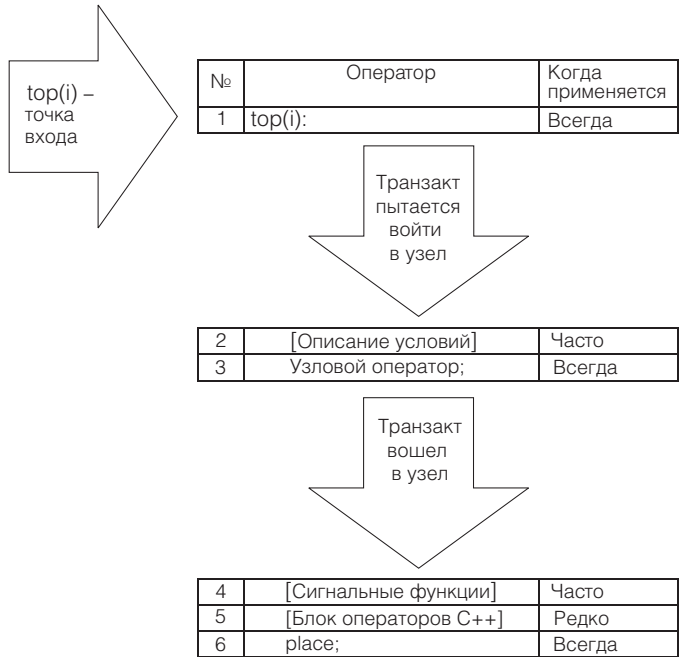 top(i) –
точка
входа
№ Оператор Когда
применяется
1 top(i): Всегда
Транзакт
пытается
войти
в узел
2 [Описание условий] Часто
3 Узловой оператор; Всегда
Транзакт
вошел
в узел
4 [Сигнальные функции] Часто
5 [Блок операторов C++] Редко
6 place; Всегда